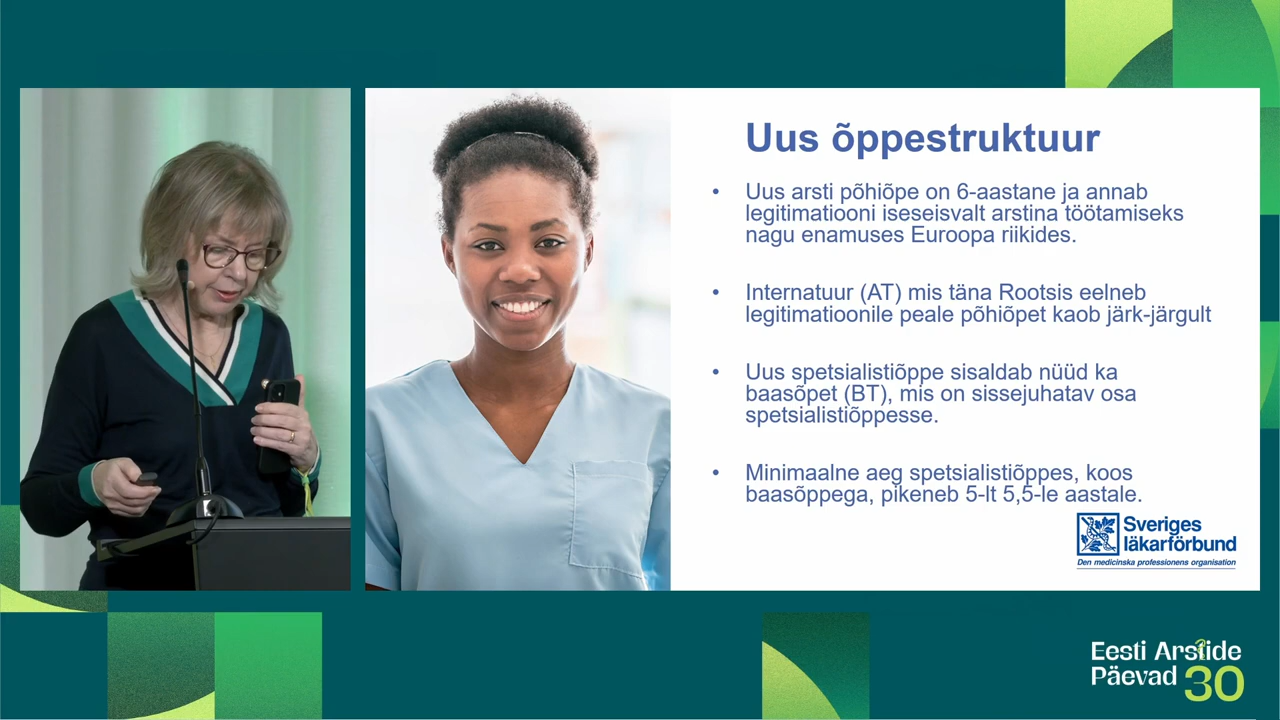 Uus õppestruktuur
• Uus arsti põhiõpe on 6-aastane ja annab
legitimatiooni iseseisvalt arstina töötamiseks
nagu enamuses Euroopa riikides.
• Internatuur (AT) mis täna Rootsis eelneb
legitimatioonile peale põhiõpet kaob järk-järgult
• Uus spetsialistiõppe sisaldab nüüd ka
baasõpet (BT), mis on sissejuhatav osa
spetsialistiõppesse.
• Minimaalne aeg spetsialistiõppes, koos
baasõppega, pikeneb 5-lt 5,5-le aastale.
Sveriges
läkarförbund
Den medicinska professionens organisation
Eesti Arstide
Päevad 30